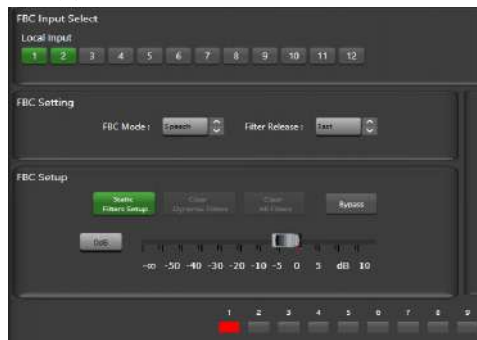 FBC Input Select
Local Input
1 2 3 4 5 6 7 8 9 10 11 12
FBC Setting
FBC Mode : Speech Filter Release : Fast
FBC Setup
Static Clear Clear
Filters Setup Dynamic Filters All Filters Bypass
0dB
-∞ -50 -40 -30 -20 -10 -5 0 5 dB 10
1 2 3 4 5 6 7 8 9